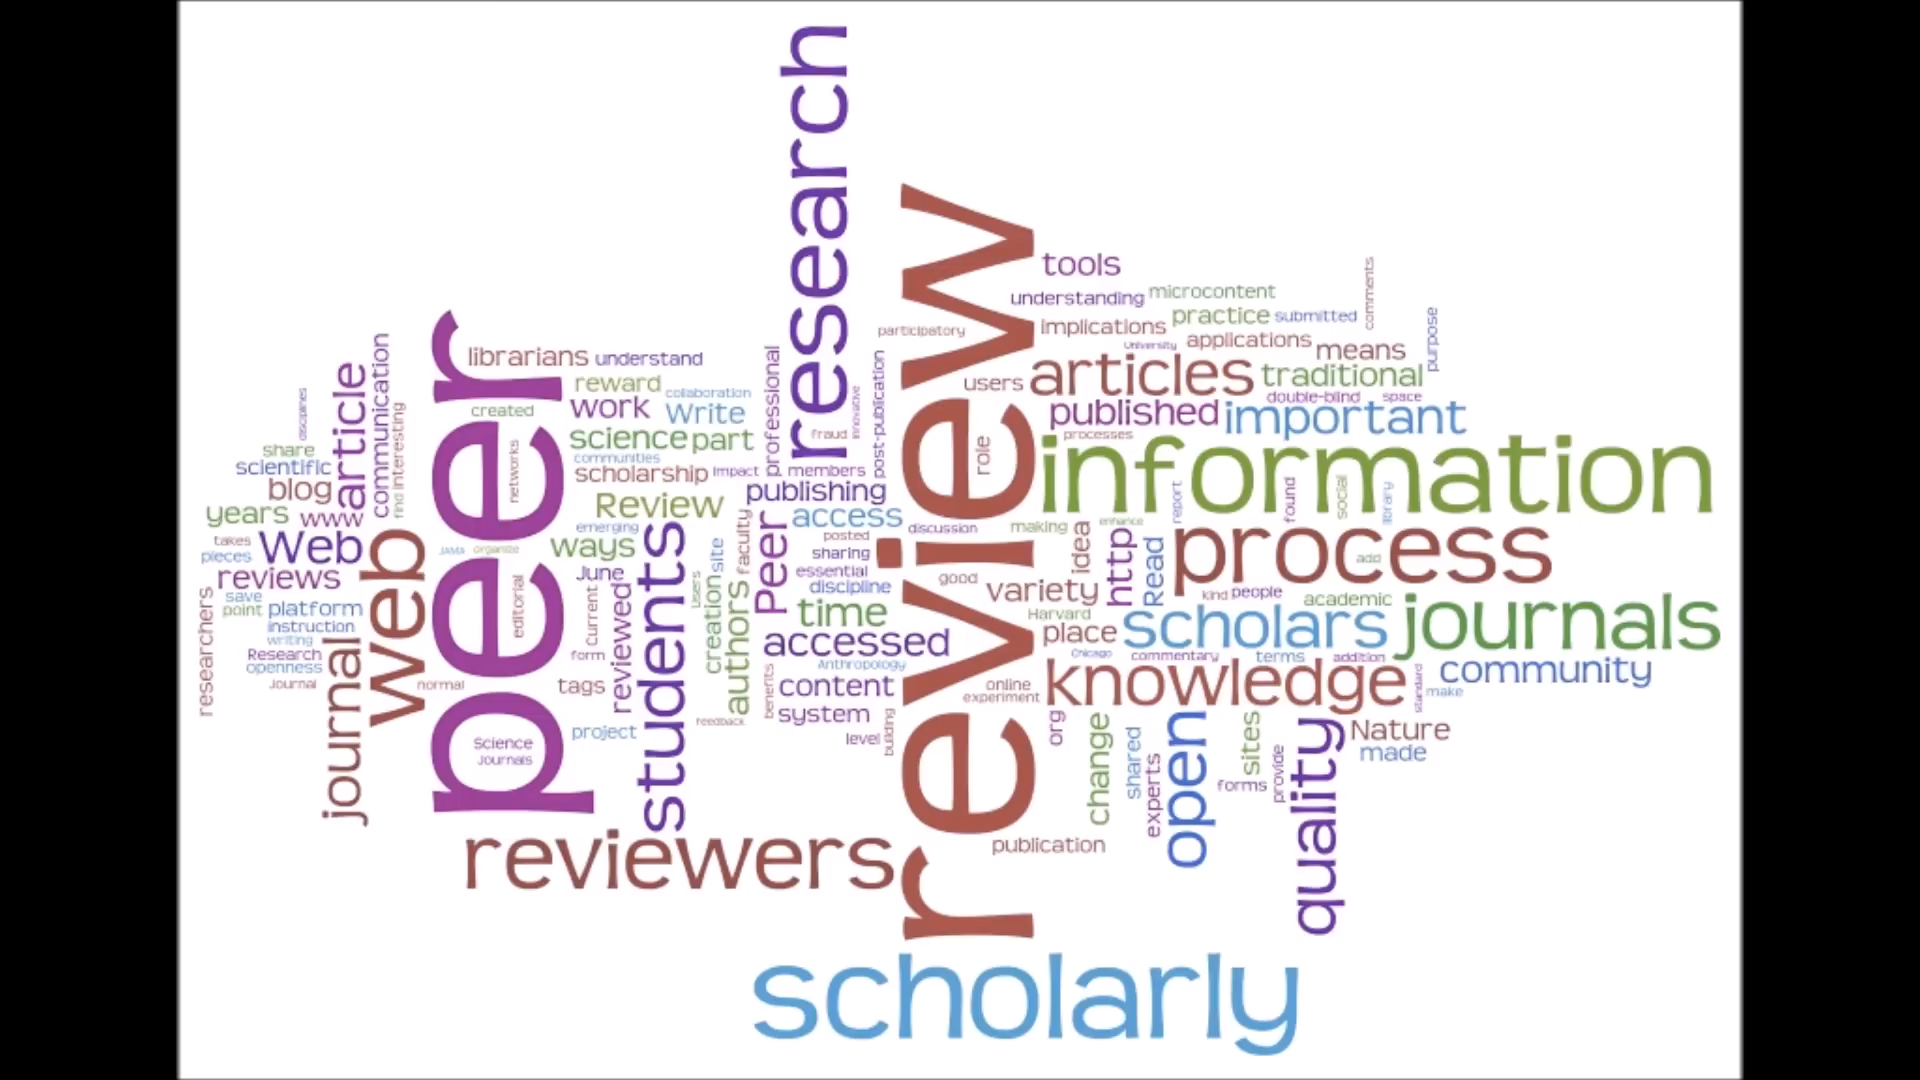 research
review
peer
scholarly
information
process
journals
knowledge
scholars
reviewers
students
web
articles
quality
open
journal
article
tools
understanding
microcontent
comments
participatory
implications
practice
submitted
purpose
University
applications
means
users
traditional
double-blind
space
published
important
processes
role
librarians
understand
reward
collaboration
created
work
Write
science
part
communities
scholarship
impact
networks
Review
emerging
ways
JAMA
organize
June
editorial
current
reviewed
form
tags
normal
project
Science
Journals
professional
innovative
post-publication
fraud
members
publishing
access
posted
sharing
essential
discipline
Peer
time
accessed
Anthropology
content
system
level
building
benefits
faculty
site
Users
creation
authors
feedback
disciplines
communication
interesting
find
share
scientific
blog
years
www
takes
pieces
Web
reviews
save
point
platform
instruction
writing
Research
openness
Journal
researchers
discussion
making
enhance
report
found
social
library
good
idea
http
Read
add
variety
kind
people
academic
Harvard
place
Chicago
commentary
terms
addition
community
online
experiment
standard
make
org
change
shared
experts
sites
provide
forms
Nature
made
publication